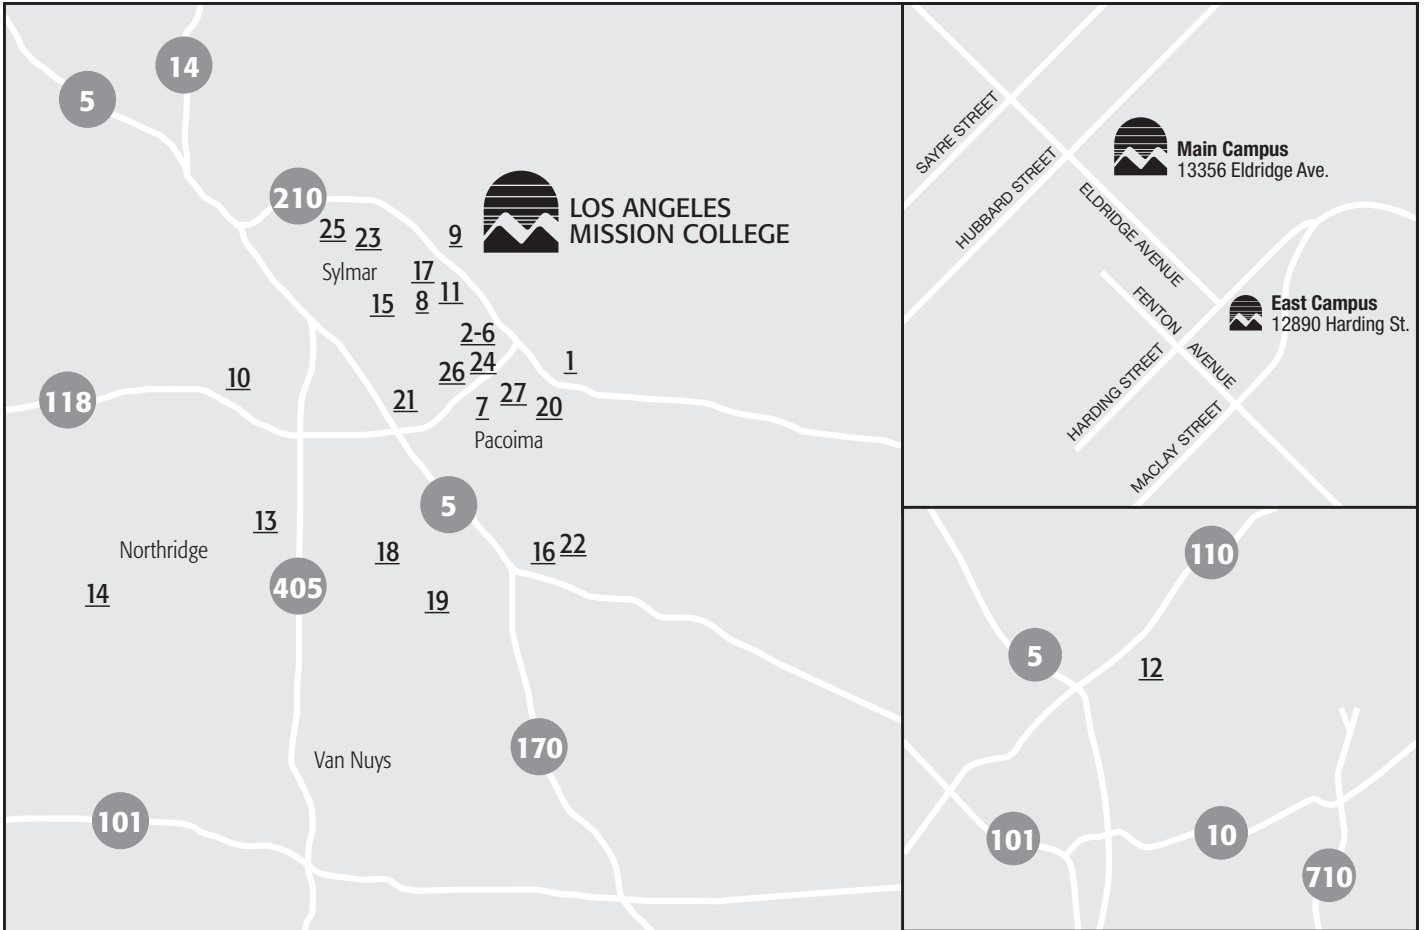 14
5
210
LOS ANGELES
MISSION COLLEGE
25
23
9
Sylmar
17
15
8
11
2-6
26
24
1
10
118
21
7
27
20
Pacoima
5
13
Northridge
18
16
22
405
14
19
170
Van Nuys
101
SAYRE STREET
HUBBARD STREET
Main Campus
13356 Eldridge Ave.
ELDRIDGE AVENUE
FENTON AVENUE
East Campus
12890 Harding St.
HARDING STREET
MACLAY STREET
110
5
12
101
10
710